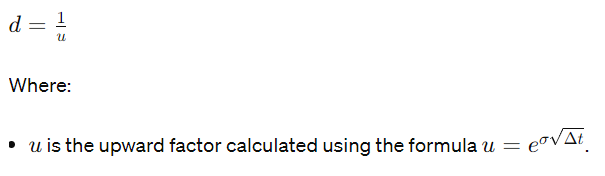 d = 1/u
Where:
• u is the upward factor calculated using the formula u = e^{σ√Δt}.